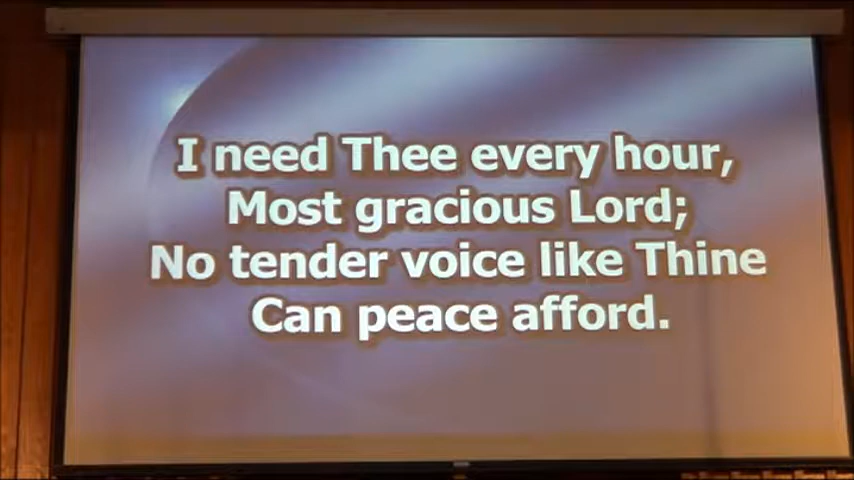 I need Thee every hour,
Most gracious Lord;
No tender voice like Thine
Can peace afford.